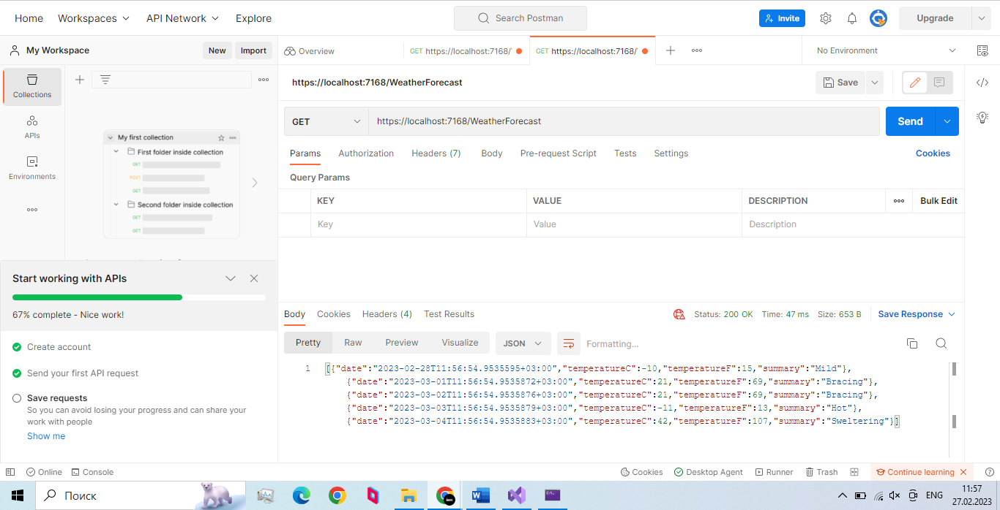 Home Workspaces API Network Explore Search Postman Invite Upgrade
My Workspace New Import Overview GET https://localhost:7168/ GET https://localhost:7168/ No Environment
Collections
APIs
Environments
My first collection
First folder inside collection
GET
POST
GET
Second folder inside collection
GET
GET
https://localhost:7168/WeatherForecast Save
GET https://localhost:7168/WeatherForecast Send
Params Authorization Headers (7) Body Pre-request Script Tests Settings Cookies
Query Params
KEY VALUE DESCRIPTION Bulk Edit
Key Value Description
Start working with APIs
67% complete - Nice work!
Create account
Send your first API request
Save requests
So you can avoid losing your progress and can share your
work with people
Show me
Body Cookies Headers (4) Test Results Status: 200 OK Time: 47 ms Size: 653 B Save Response
Pretty Raw Preview Visualize JSON Formatting...
1 [{"date":"2023-02-28T11:56:54.9535595+03:00","temperatureC":-10,"temperatureF":15,"summary":"Mild"},
{"date":"2023-03-01T11:56:54.9535872+03:00","temperatureC":21,"temperatureF":69,"summary":"Bracing"},
{"date":"2023-03-02T11:56:54.9535876+03:00","temperatureC":21,"temperatureF":69,"summary":"Bracing"},
{"date":"2023-03-03T11:56:54.9535879+03:00","temperatureC":-11,"temperatureF":13,"summary":"Hot"},
{"date":"2023-03-04T11:56:54.9535883+03:00","temperatureC":42,"temperatureF":107,"summary":"Sweltering"}]
Online Console Cookies Desktop Agent Runner Trash Continue learning
Поиск ENG 11:57
27.02.2023